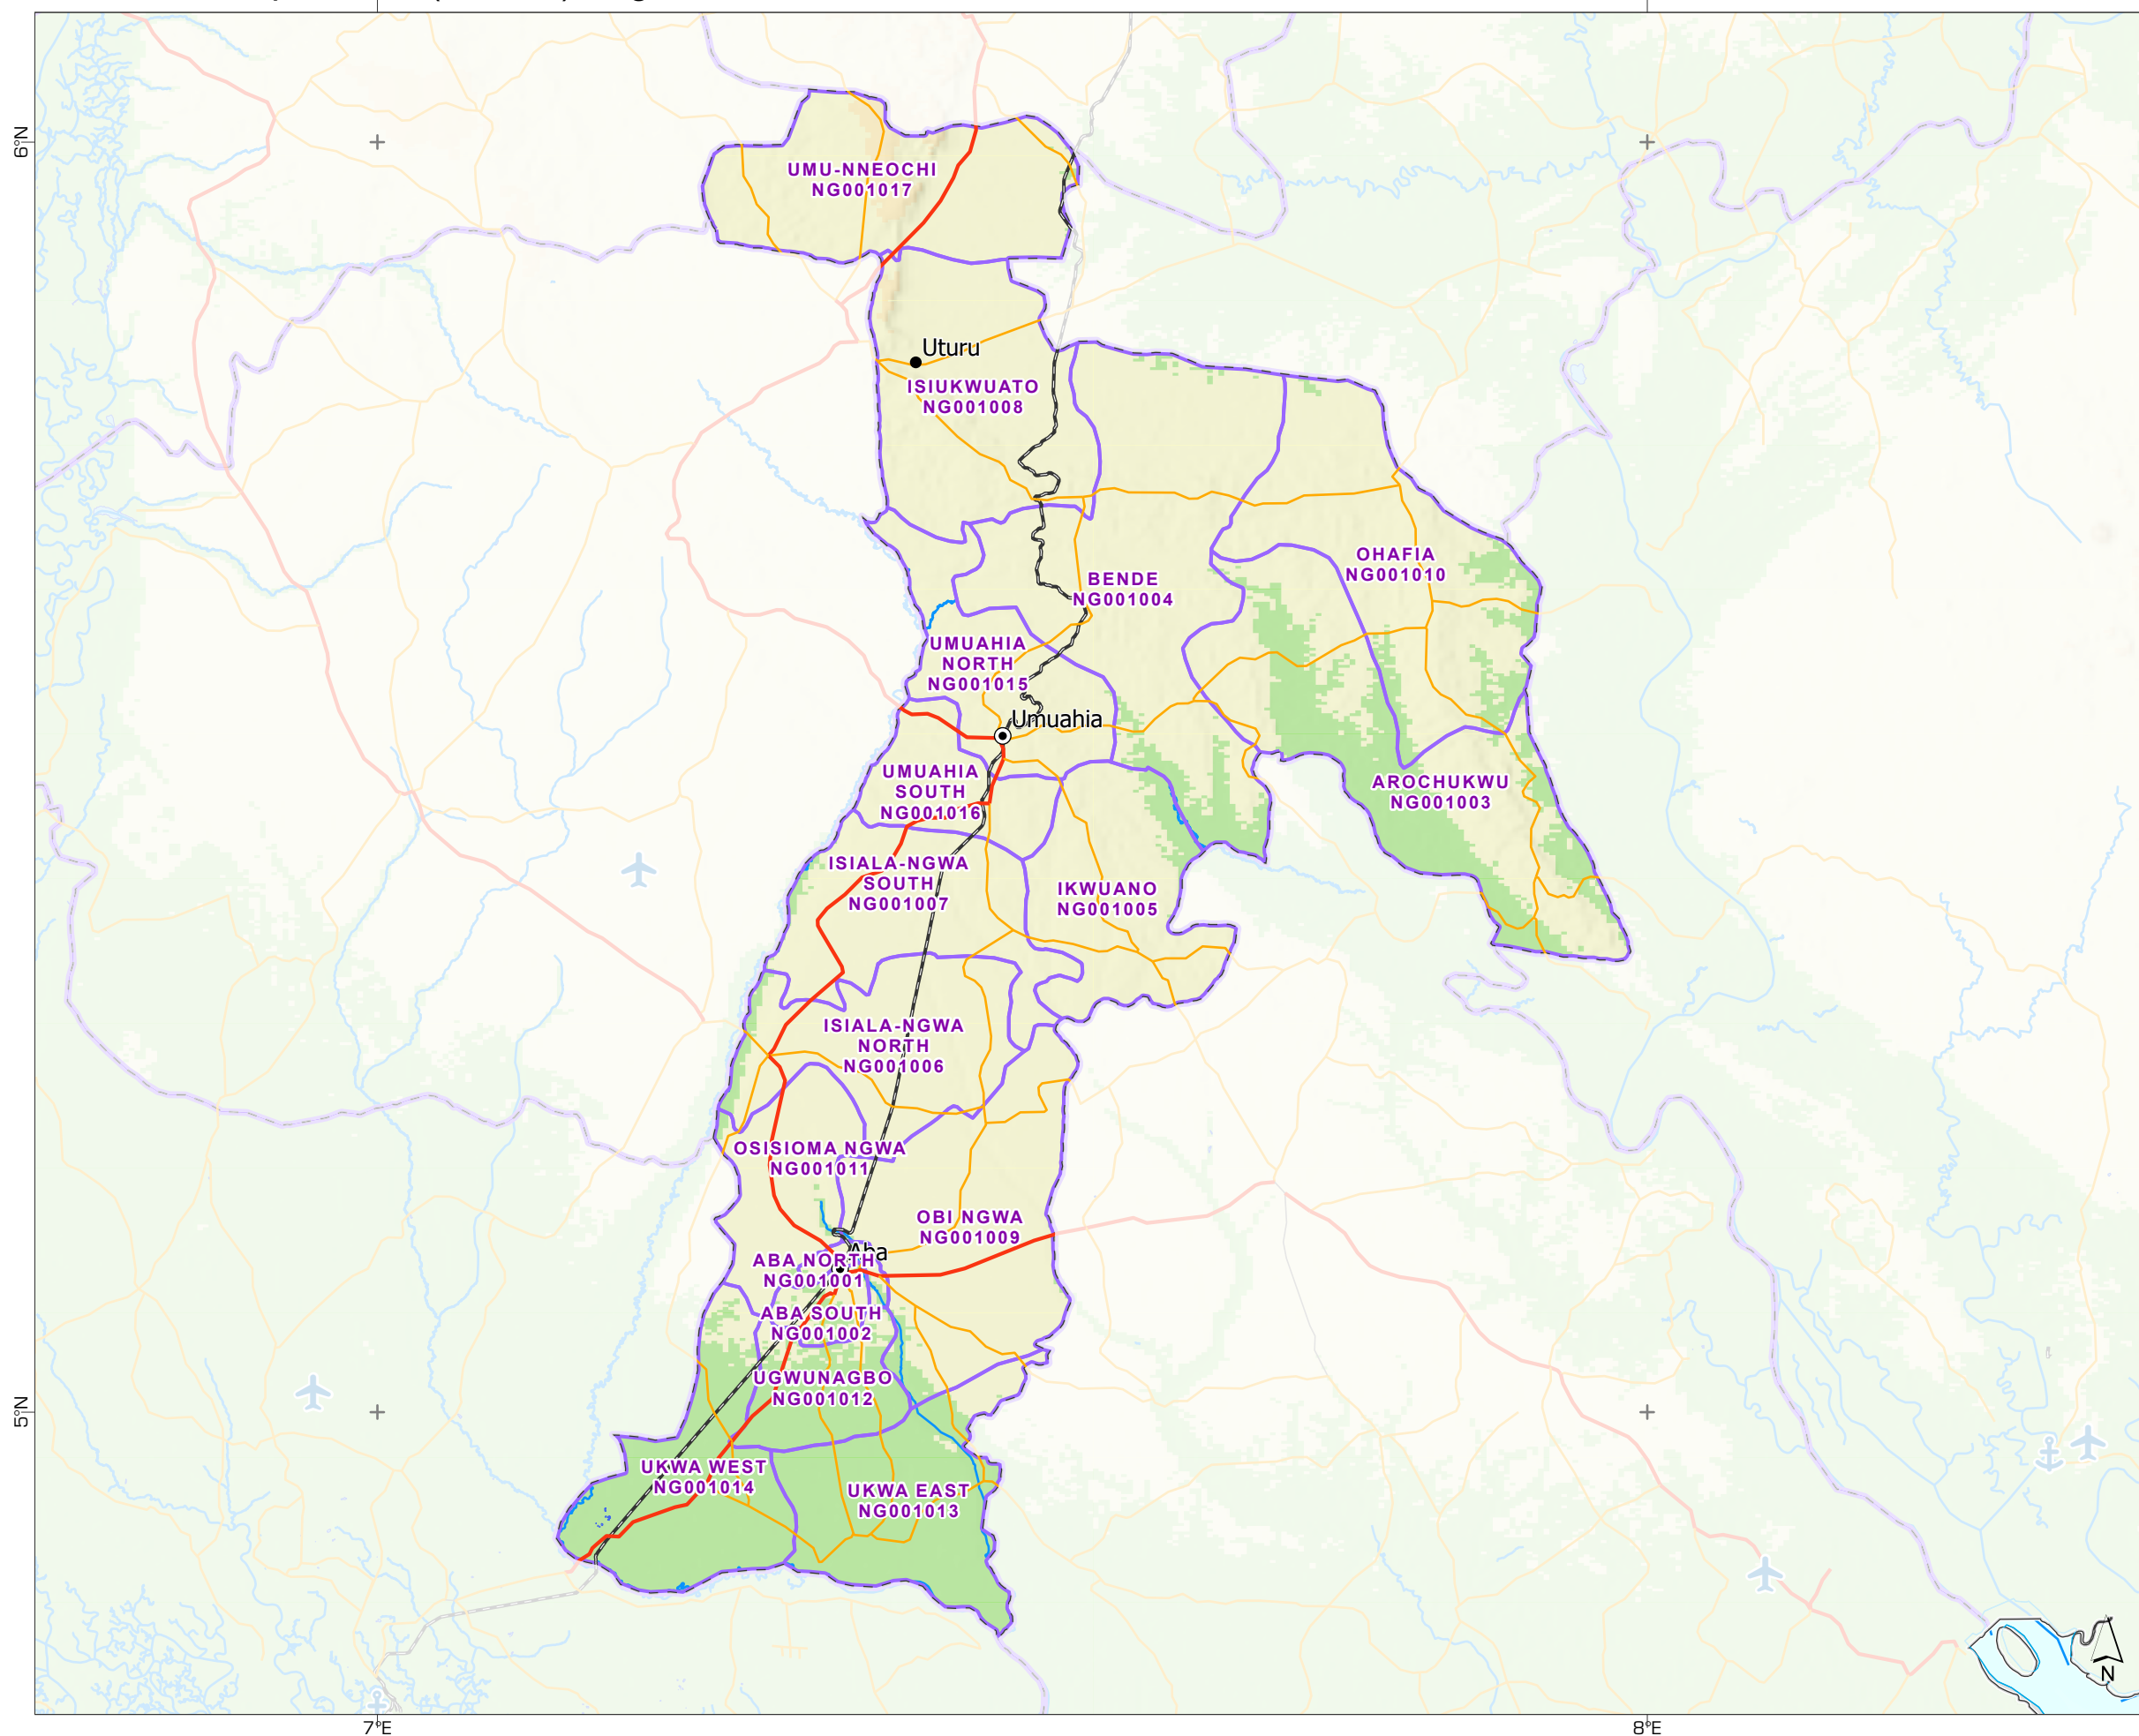 6°N
UMU-NNEOCHI
NG001017
Uturu
ISIUKWUATO
NG001008
OHAFIA
NG001010
BENDE
NG001004
UMUAHIA
NORTH
NG001015
Umuahia
UMUAHIA
SOUTH
NG001016
AROCHUKWU
NG001003
ISIALA-NGWA
SOUTH
NG001007
IKWUANO
NG001005
ISIALA-NGWA
NORTH
NG001006
OSISIOMA NGWA
NG001011
OBI NGWA
NG001009
Aba
ABA NORTH
NG001001
ABA SOUTH
NG001002
UGWUNAGBO
NG001012
5°N
UKWA WEST
NG001014
UKWA EAST
NG001013
N
7°E
8°E